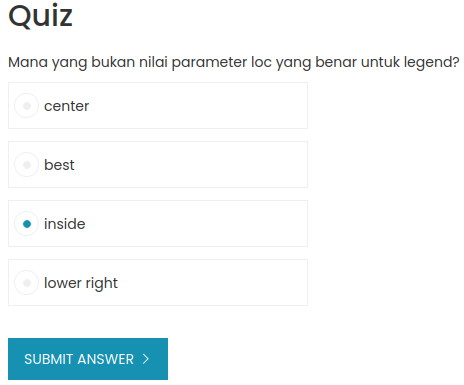 Quiz
Mana yang bukan nilai parameter loc yang benar untuk legend?
center
best
inside
lower right
SUBMIT ANSWER